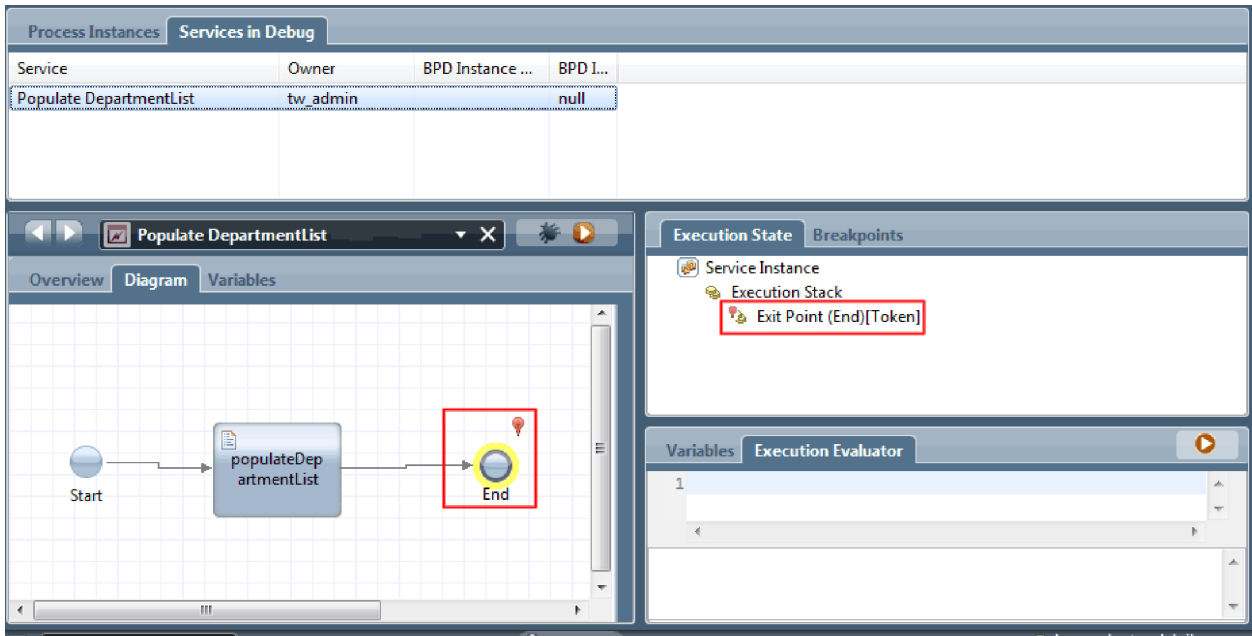 Process Instances Services in Debug
Service Owner BPD Instance ... BPD I...
Populate DepartmentList tw_admin null
Populate DepartmentList
Overview Diagram Variables
Start
populateDep
artmentList
End
Execution State Breakpoints
Service Instance
Execution Stack
Exit Point (End)[Token]
Variables Execution Evaluator
1